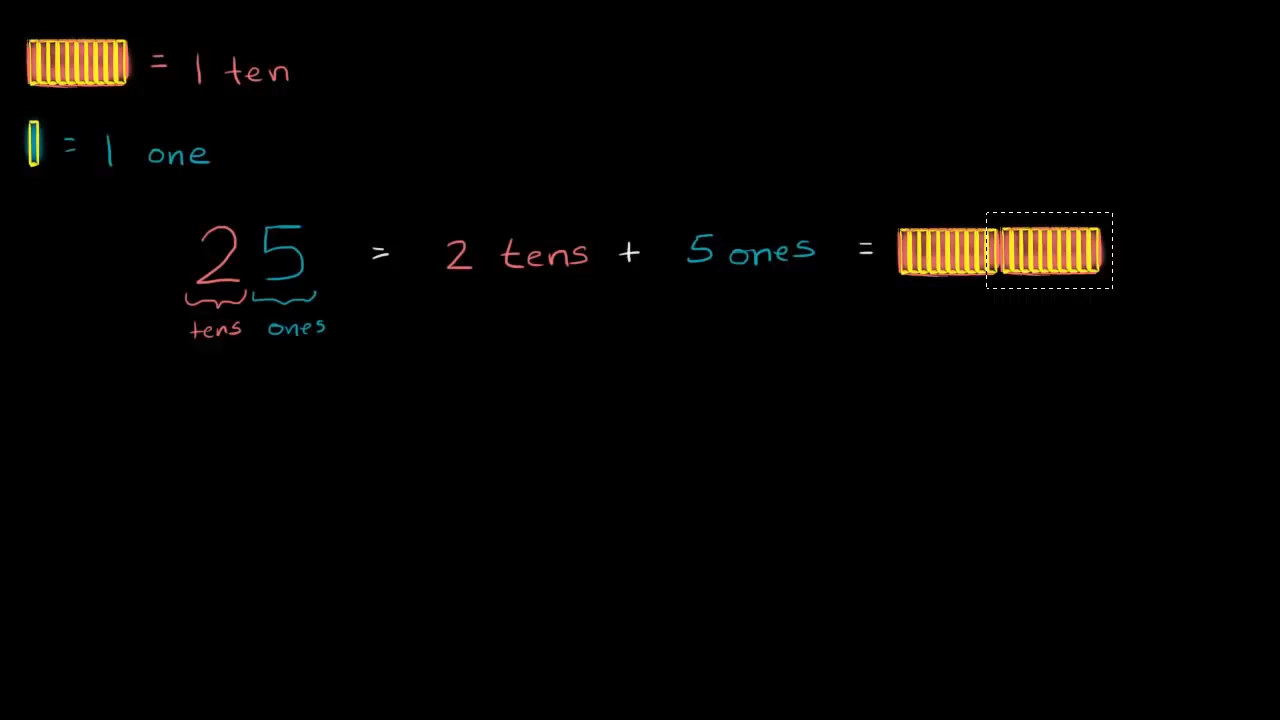 = 1 ten
= 1 one
25 = 2 tens + 5 ones =
tens ones